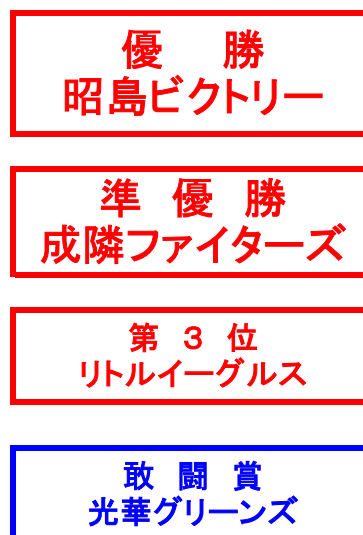 優　勝
昭島ビクトリー
準　優　勝
成隣ファイターズ
第　３　位
リトルイーグルス
敢　闘　賞
光華グリーンズ